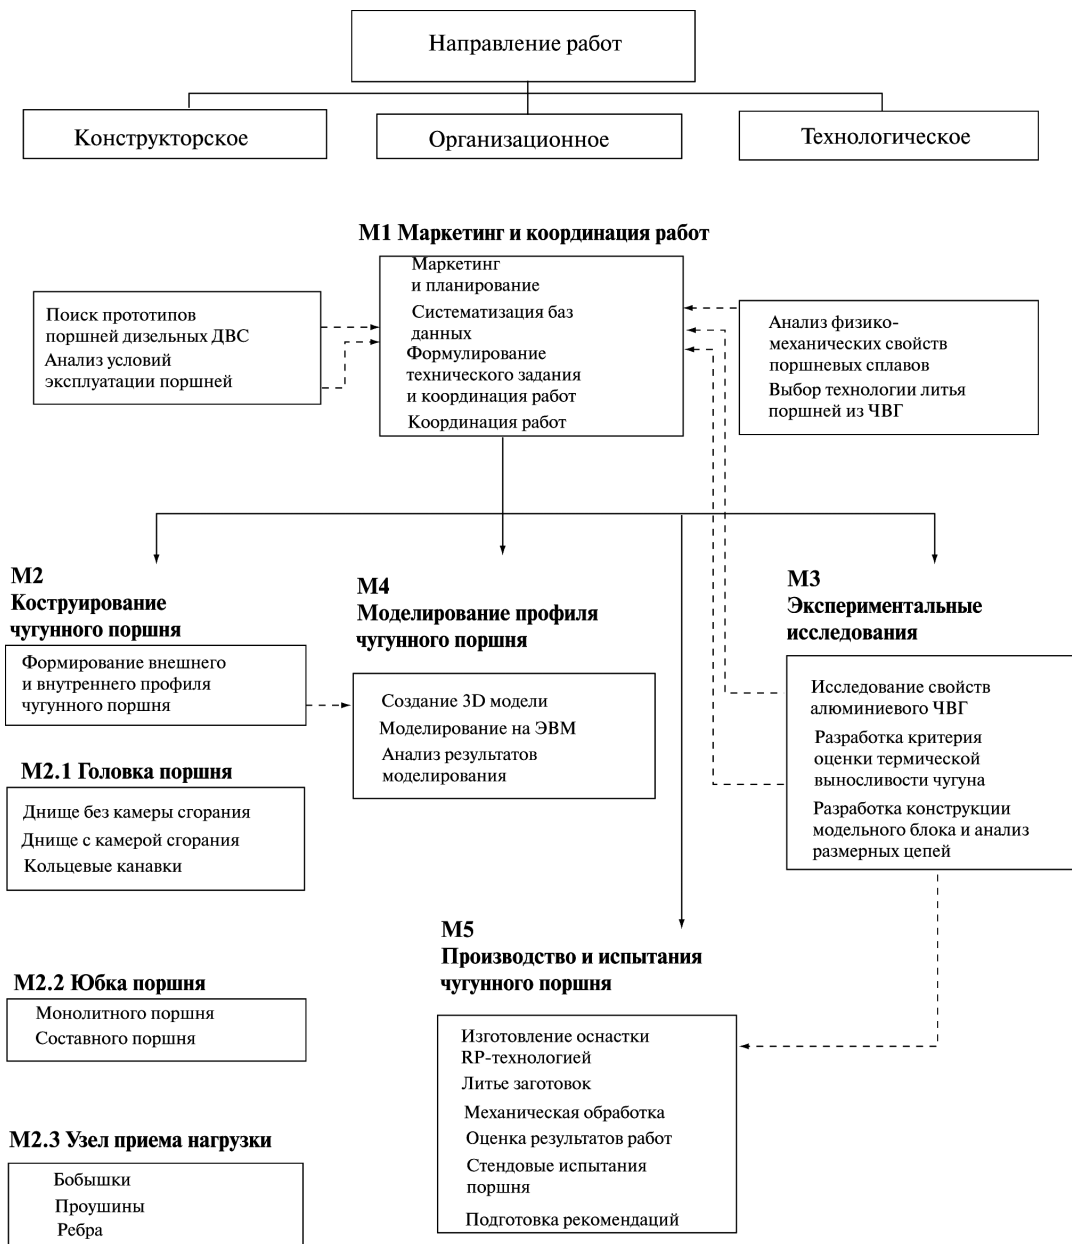 Направление работ
Конструкторское
Организационное
Технологическое
М1 Маркетинг и координация работ
Маркетинг
и планирование
Систематизация баз
данных
Формулирование
технического задания
и координация работ
Координация работ
Поиск прототипов
поршней дизельных ДВС
Анализ условий
эксплуатации поршней
Анализ физико-
механических свойств
поршневых сплавов
Выбор технологии литья
поршней из ЧВГ
М2
Коструирование
чугунного поршня
Формирование внешнего
и внутреннего профиля
чугунного поршня
М2.1 Головка поршня
Днище без камеры сгорания
Днище с камерой сгорания
Кольцевые канавки
М2.2 Юбка поршня
Монолитного поршня
Составного поршня
М2.3 Узел приема нагрузки
Бобышки
Проушины
Ребра
М4
Моделирование профиля
чугунного поршня
Создание 3D модели
Моделирование на ЭВМ
Анализ результатов
моделирования
М3
Экспериментальные
исследования
Исследование свойств
алюминиевого ЧВГ
Разработка критерия
оценки термической
выносливости чугуна
Разработка конструкции
модельного блока и анализ
размерных цепей
М5
Производство и испытания
чугунного поршня
Изготовление оснастки
RP-технологией
Литье заготовок
Механическая обработка
Оценка результатов работ
Стендовые испытания
поршня
Подготовка рекомендаций